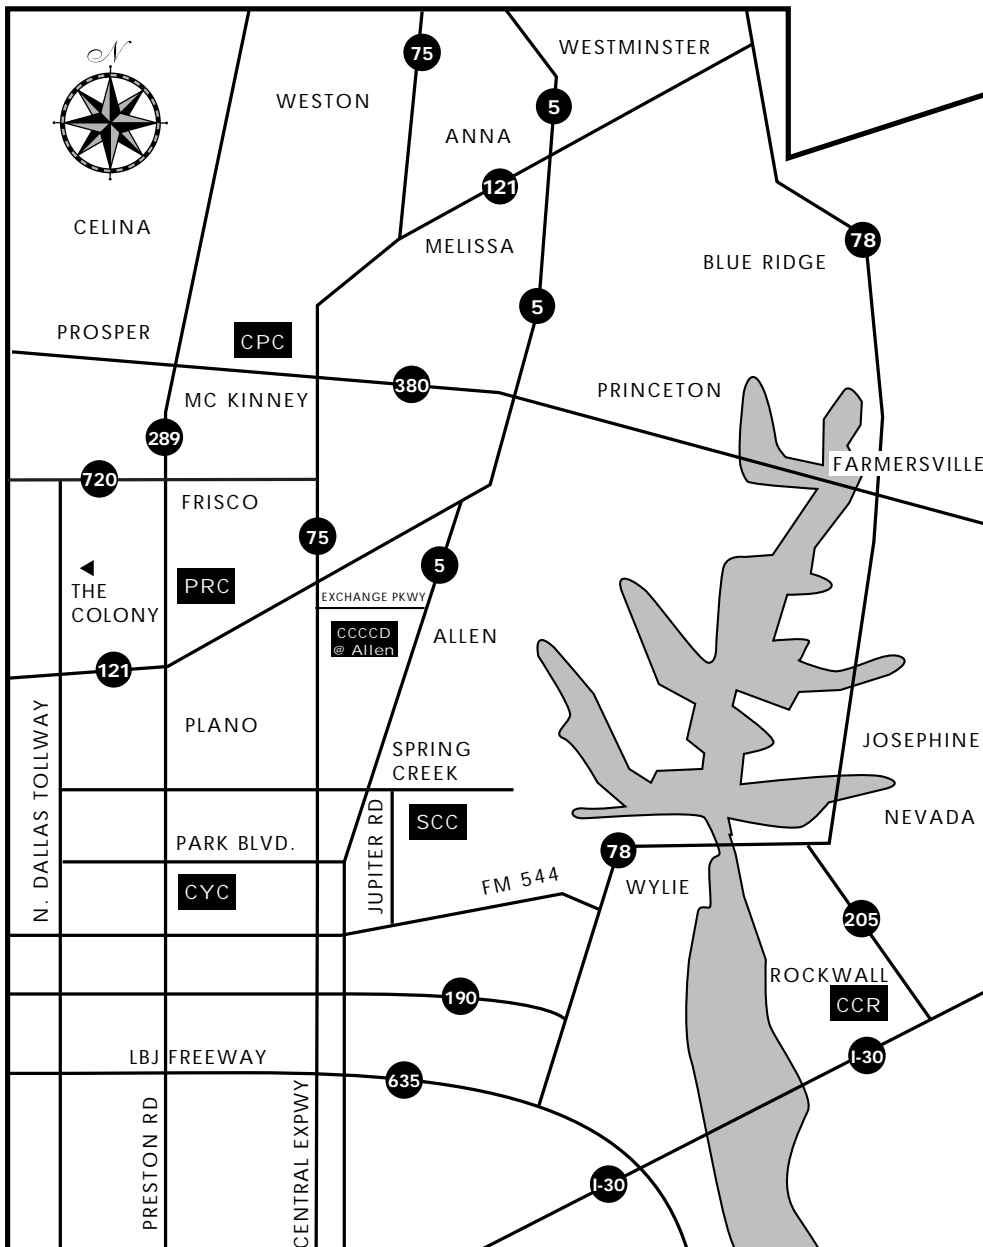 N
WESTMINSTER
75
WESTON
5
ANNA
121
CELINA
MELISSA
78
BLUE RIDGE
5
PROSPER
CPC
380
PRINCETON
MC KINNEY
289
FARMERSVILLE
720
FRISCO
75
5
THE
COLONY
PRC
EXCHANGE PKWY
CCCCD
@ Allen
ALLEN
121
PLANO
N. DALLAS TOLLWAY
SPRING
CREEK
JOSEPHINE
JUPITER RD
SCC
NEVADA
PARK BLVD.
78
CYC
FM 544
WYLIE
205
ROCKWALL
CCR
190
LBJ FREEWAY
I-30
635
PRESTON RD
CENTRAL EXPWY
I-30